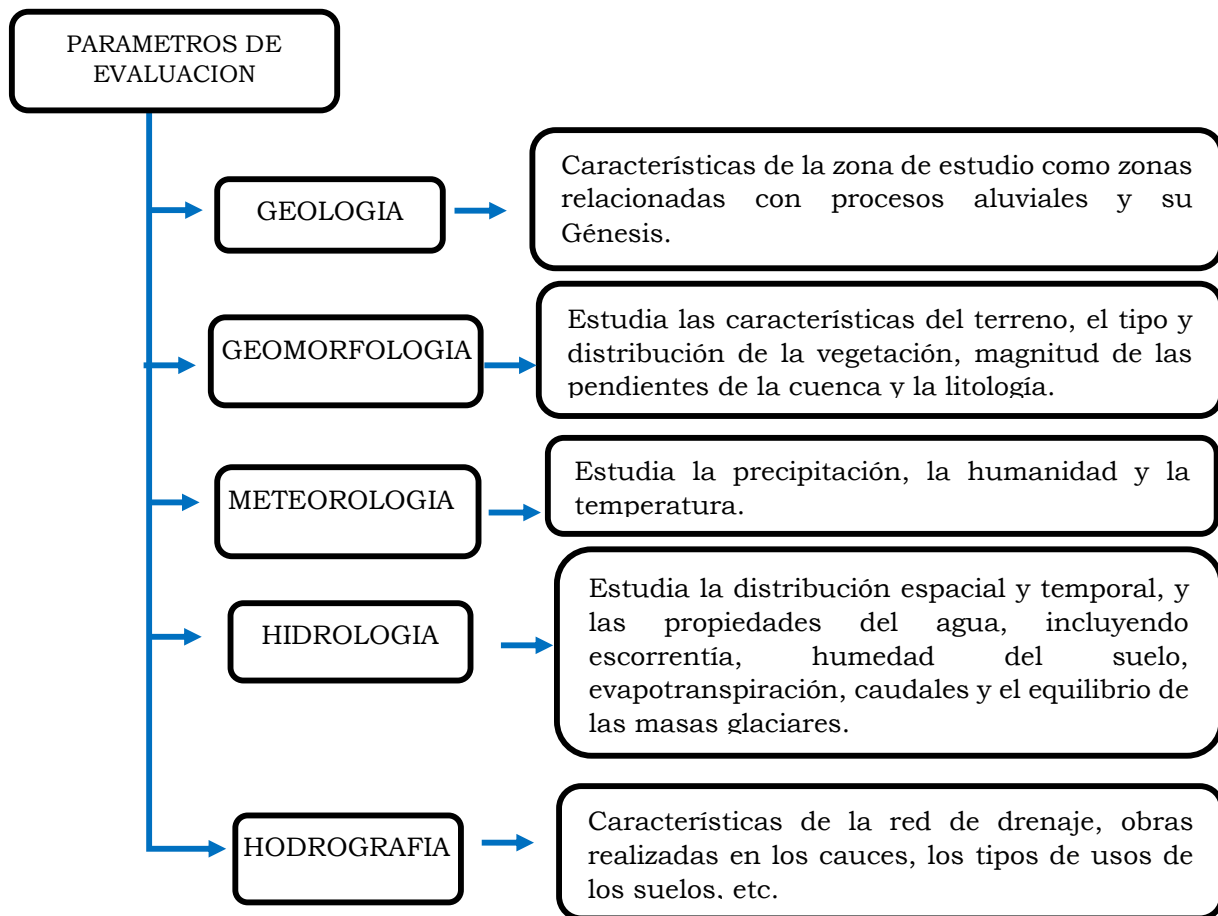 PARAMETROS DE
EVALUACION
GEOLOGIA
Características de la zona de estudio como zonas
relacionadas con procesos aluviales y su
Génesis.
GEOMORFOLOGIA
Estudia las características del terreno, el tipo y
distribución de la vegetación, magnitud de las
pendientes de la cuenca y la litología.
METEOROLOGIA
Estudia la precipitación, la humanidad y la
temperatura.
HIDROLOGIA
Estudia la distribución espacial y temporal, y
las propiedades del agua, incluyendo
escorrentía, humedad del suelo,
evapotranspiración, caudales y el equilibrio de
las masas glaciares.
HODROGRAFIA
Características de la red de drenaje, obras
realizadas en los cauces, los tipos de usos de
los suelos, etc.